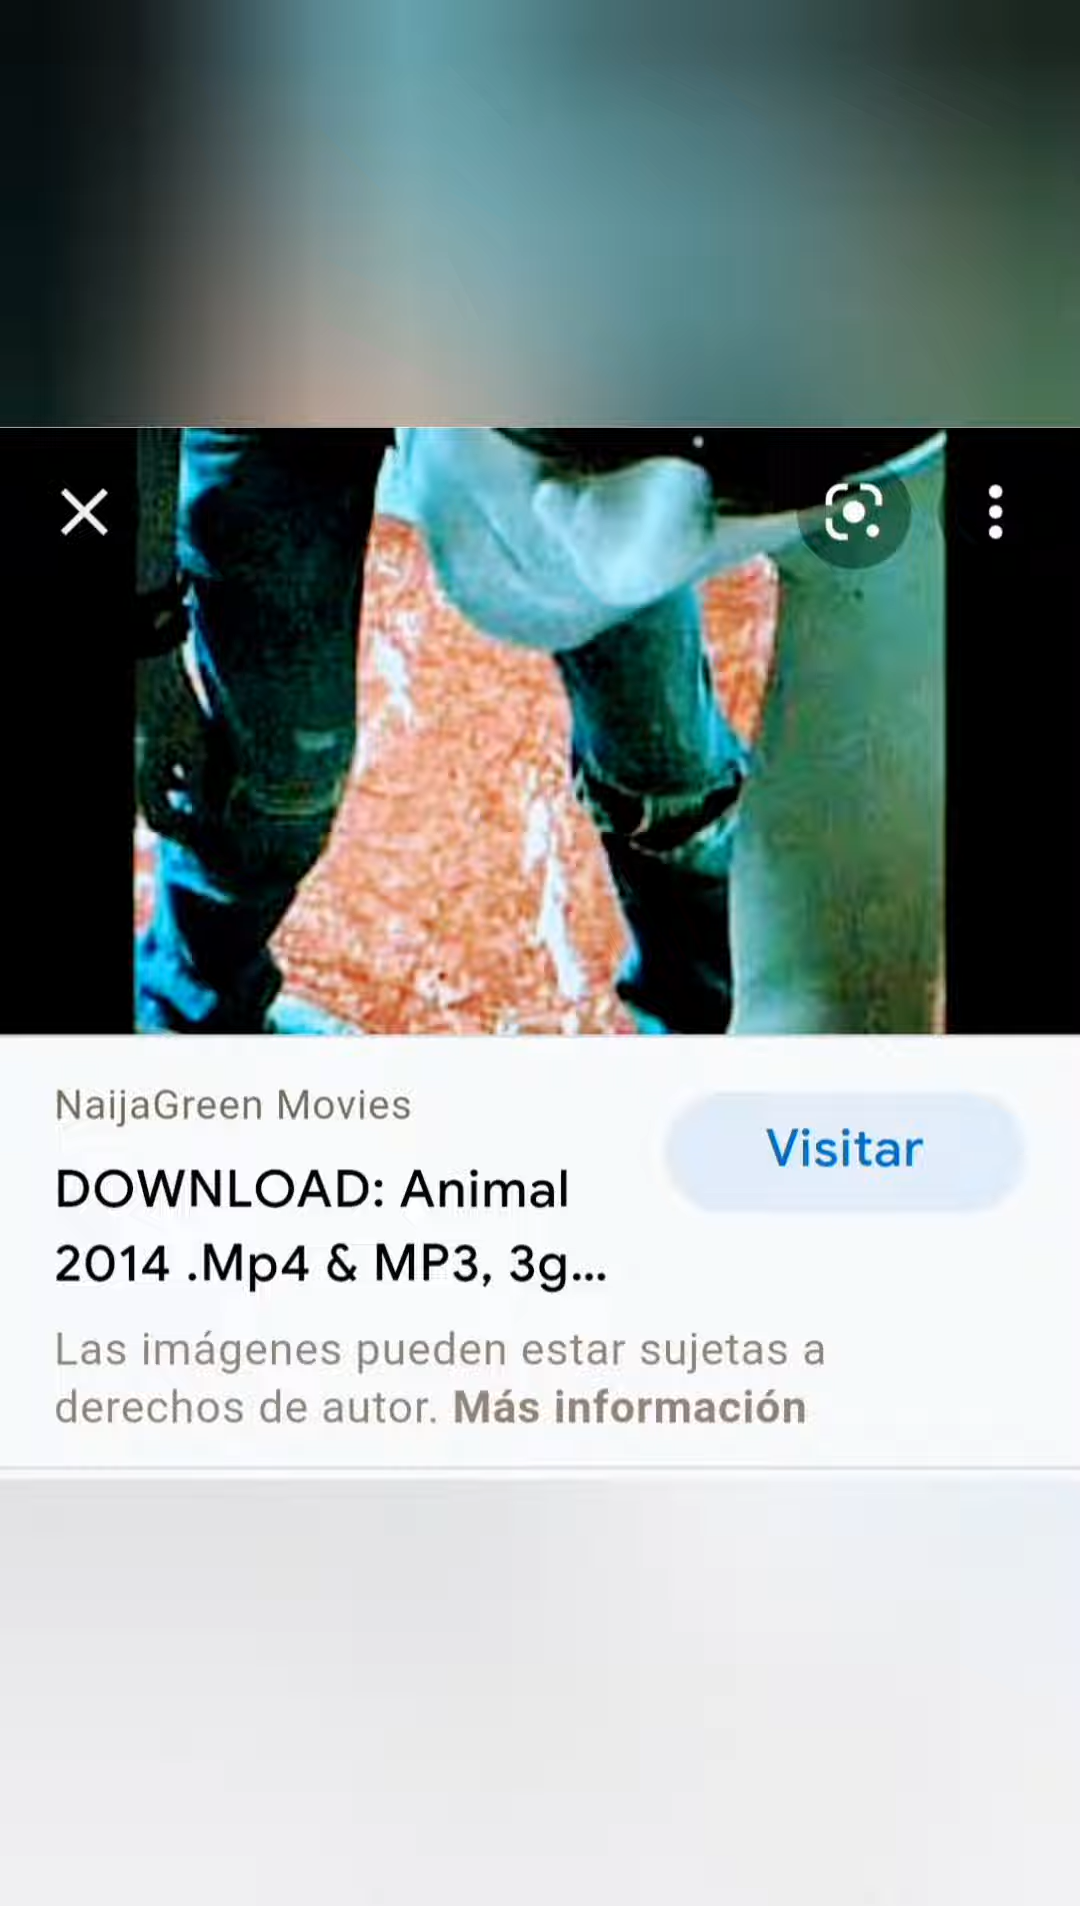 NaijaGreen Movies
Visitar
DOWNLOAD: Animal
2014 .Mp4 & MP3, 3g...
Las imágenes pueden estar sujetas a
derechos de autor. Más información